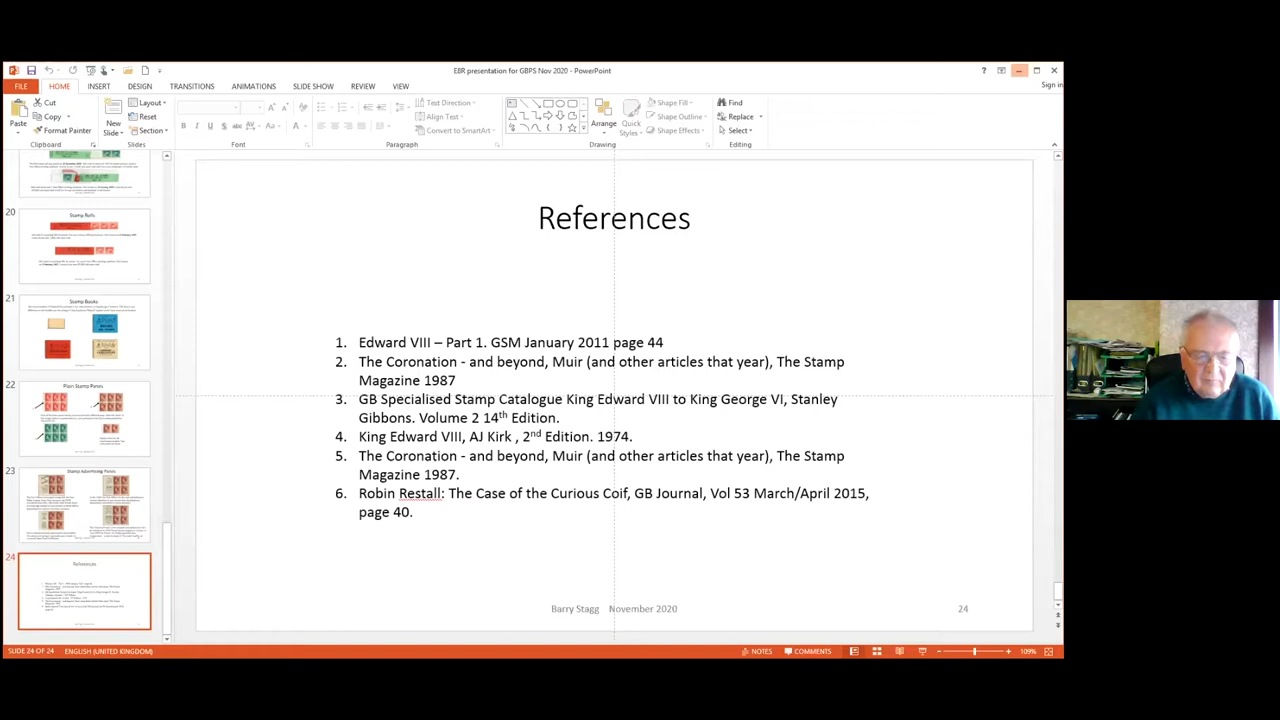 E8R presentation for GBPS Nov 2020 - PowerPoint
Sign in
FILE HOME INSERT DESIGN TRANSITIONS ANIMATIONS SLIDE SHOW REVIEW VIEW
Cut
Copy
Format Painter
Paste
Clipboard
New
Slide
Layout
Reset
Section
Slides
Font
Text Direction
Align Text
Convert to SmartArt
Paragraph
Arrange
Quick
Styles
Shape Fill
Shape Outline
Shape Effects
Drawing
Find
Replace
Select
Editing
20
Stamp Rolls
21
Stamp Books
22
Plain Stamp Panes
23
Stamp Advertising Panes
24
References
References
1. Edward VIII – Part 1. GSM January 2011 page 44
2. The Coronation - and beyond, Muir (and other articles that year), The Stamp
Magazine 1987
3. GB Specialised Stamp Catalogue King Edward VIII to King George VI, Stanley
Gibbons. Volume 2 14th Edition.
4. King Edward VIII, AJ Kirk , 2nd Edition. 1974.
5. The Coronation - and beyond, Muir (and other articles that year), The Stamp
Magazine 1987.
6. Robin Restall: The Case of the Curious Coif, GB Journal, Vol 53 March/April 2015,
page 40.
Barry Stagg November 2020
24
SLIDE 24 OF 24 ENGLISH (UNITED KINGDOM) NOTES COMMENTS 109%